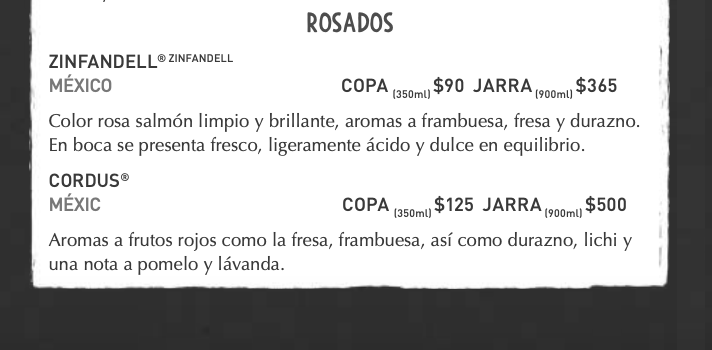 ROSADOS
ZINFANDELL® ZINFANDELL
MÉXICO COPA (350ml) $90 JARRA (900ml) $365
Color rosa salmón limpio y brillante, aromas a frambuesa, fresa y durazno.
En boca se presenta fresco, ligeramente ácido y dulce en equilibrio.
CORDUS®
MÉXIC COPA (350ml) $125 JARRA (900ml) $500
Aromas a frutos rojos como la fresa, frambuesa, así como durazno, lichi y
una nota a pomelo y lávanda.